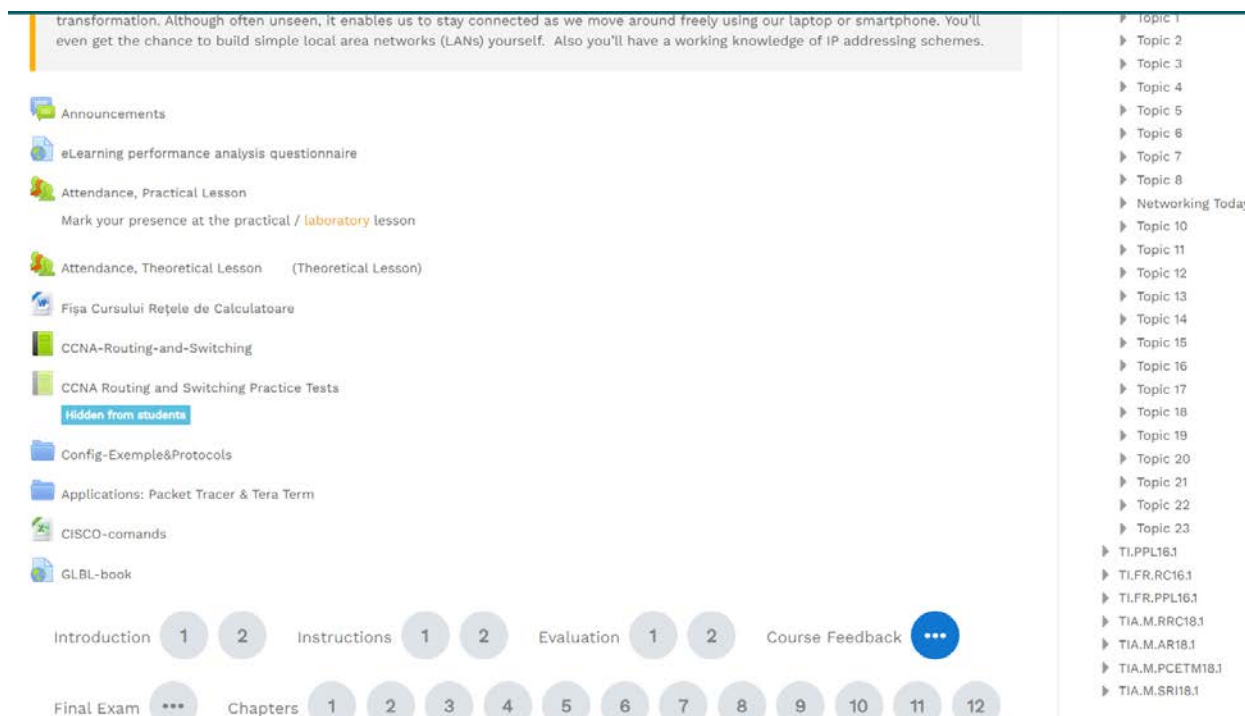 transformation. Although often unseen, it enables us to stay connected as we move around freely using our laptop or smartphone. You'll
even get the chance to build simple local area networks (LANs) yourself. Also you'll have a working knowledge of IP addressing schemes.
Announcements
eLearning performance analysis questionnaire
Attendance, Practical Lesson
Mark your presence at the practical / laboratory lesson
Attendance, Theoretical Lesson (Theoretical Lesson)
Fișa Cursului Rețele de Calculatoare
CCNA-Routing-and-Switching
CCNA Routing and Switching Practice Tests
Hidden from students
Config-Exemple&Protocols
Applications: Packet Tracer & Tera Term
CISCO-comands
GLBL-book
Introduction 1 2 Instructions 1 2 Evaluation 1 2 Course Feedback ...
Final Exam ... Chapters 1 2 3 4 5 6 7 8 9 10 11 12
Topic 1
Topic 2
Topic 3
Topic 4
Topic 5
Topic 6
Topic 7
Topic 8
Networking Today
Topic 10
Topic 11
Topic 12
Topic 13
Topic 14
Topic 15
Topic 16
Topic 17
Topic 18
Topic 19
Topic 20
Topic 21
Topic 22
Topic 23
TI.PPL16.1
TI.FR.RC16.1
TI.FR.PPL16.1
TIA.M.RRC18.1
TIA.M.AR18.1
TIA.M.PCETM18.1
TIA.M.SRI18.1